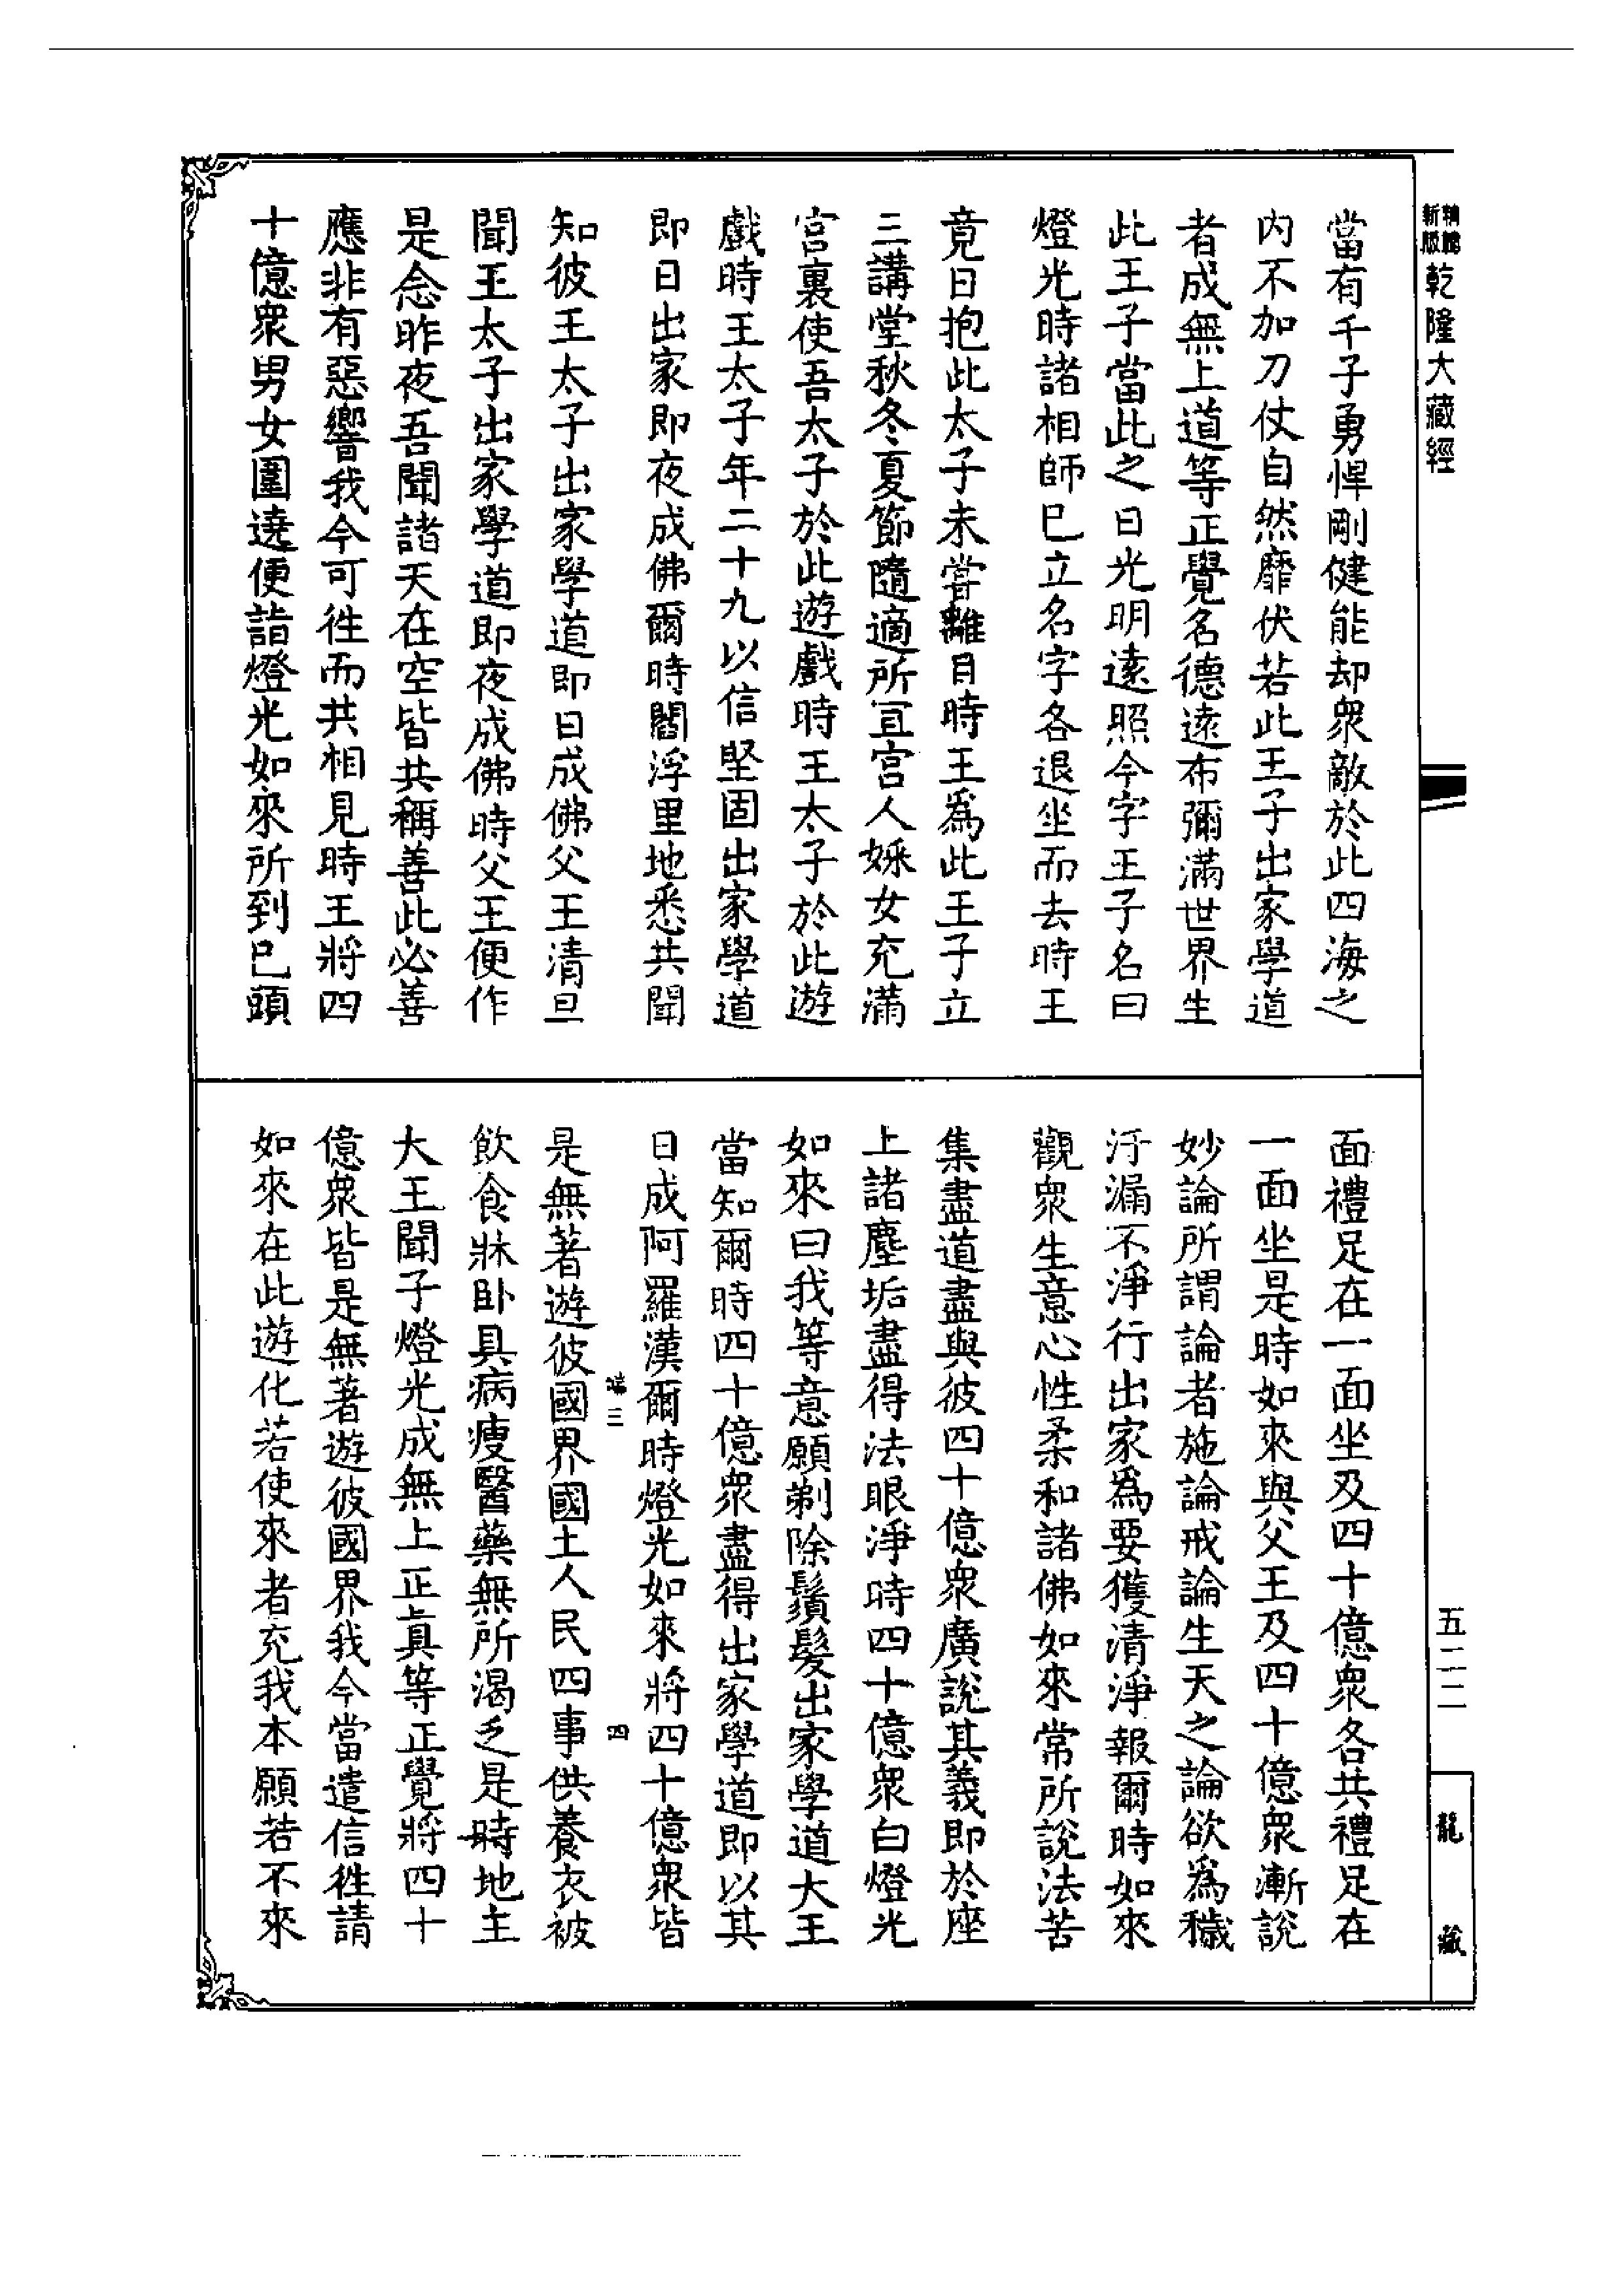 精縮
新版
乾隆大藏經
當有千子勇悍剛健能却衆敵於此四海之
内不加刀仗自然靡伏若此王子出家學道
者成無上道等正覺名德遠布彌滿世界生
此王子當此之日光明遠照今字王子名曰
燈光時諸相師已立名字各退坐而去時王
竟日抱此太子未嘗離目時王爲此王子立
三講堂秋冬夏節隨適所宜宮人婇女充滿
宮裏使吾太子於此遊戲時王太子於此遊
戲時王太子年二十九以信堅固出家學道
即日出家即夜成佛爾時閻浮里地悉共聞
知彼王太子出家學道即日成佛父王清旦
聞王太子出家學道即夜成佛時父王便作
是念昨夜吾聞諸天在空皆共稱善此必善
應非有惡響我今可往而共相見時王將四
十億衆男女圍遶便詣燈光如來所到已頭
面禮足在一面坐及四十億衆各共禮足在
一面坐是時如來與父王及四十億衆漸說
妙論所謂論者施論戒論生天之論欲爲穢
汙漏不淨行出家爲要獲清淨報爾時如來
觀衆生意心性柔和諸佛如來常所說法苦
集盡道盡與彼四十億衆廣說其義即於座
上諸塵垢盡得法眼淨時四十億衆白燈光
如來曰我等意願剃除鬚髮出家學道大王
當知爾時四十億衆盡得出家學道即以其
日成阿羅漢爾時燈光如來將四十億衆皆
端三
四
是無著遊彼國界國土人民四事供養衣被
飲食牀卧具病瘦醫藥無所渴乏是時地主
大王聞子燈光成無上正真等正覺將四十
億衆皆是無著遊彼國界我今當遣信往請
如來在此遊化若使來者充我本願若不來
五二二
龍藏